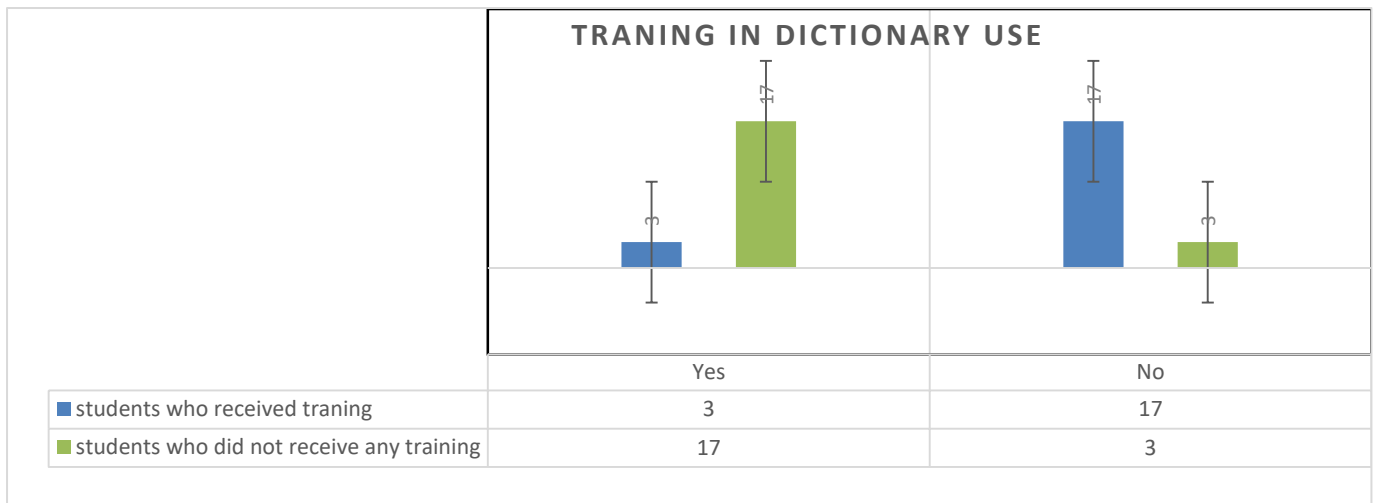 TRANING IN DICTIONARY USE
3 17 17 3
Yes No
students who received traning 3 17
students who did not receive any training 17 3